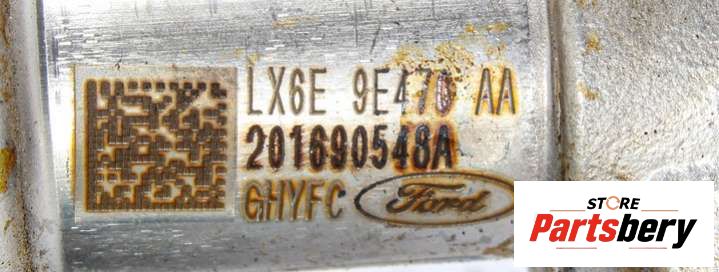 LX6E 9E470 AA
201690548A
GHYFC Ford
STORE
Partsbery